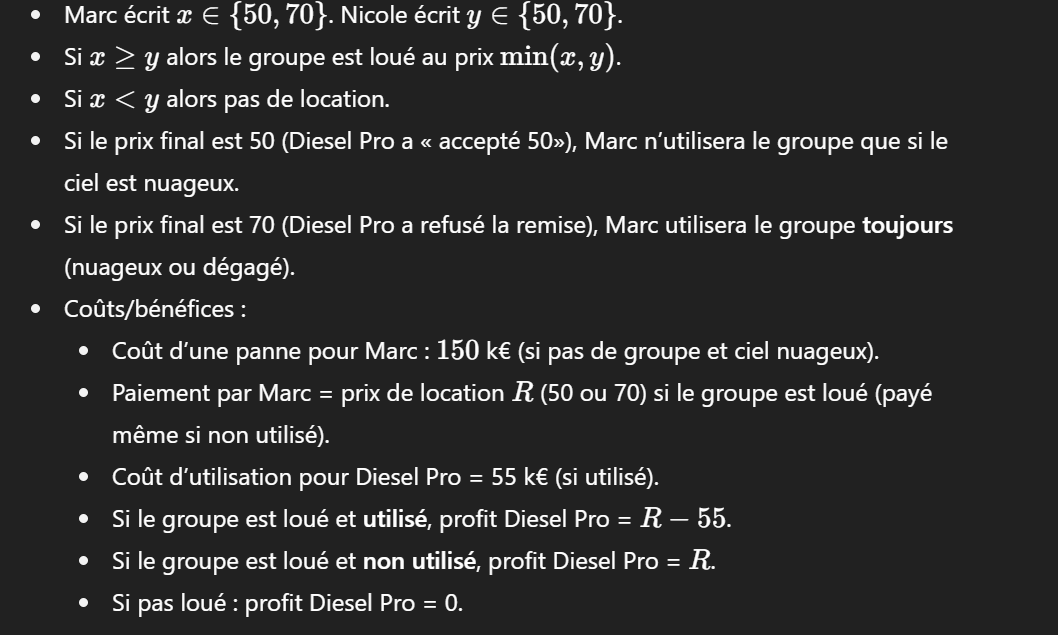 • Marc écrit x ∈ {50, 70}. Nicole écrit y ∈ {50, 70}.
• Si x ≥ y alors le groupe est loué au prix min(x, y).
• Si x < y alors pas de location.
• Si le prix final est 50 (Diesel Pro a « accepté 50»), Marc n’utilisera le groupe que si le
ciel est nuageux.
• Si le prix final est 70 (Diesel Pro a refusé la remise), Marc utilisera le groupe toujours
(nuageux ou dégagé).
• Coûts/bénéfices :
• Coût d’une panne pour Marc : 150 k€ (si pas de groupe et ciel nuageux).
• Paiement par Marc = prix de location R (50 ou 70) si le groupe est loué (payé
même si non utilisé).
• Coût d’utilisation pour Diesel Pro = 55 k€ (si utilisé).
• Si le groupe est loué et utilisé, profit Diesel Pro = R − 55.
• Si le groupe est loué et non utilisé, profit Diesel Pro = R.
• Si pas loué : profit Diesel Pro = 0.